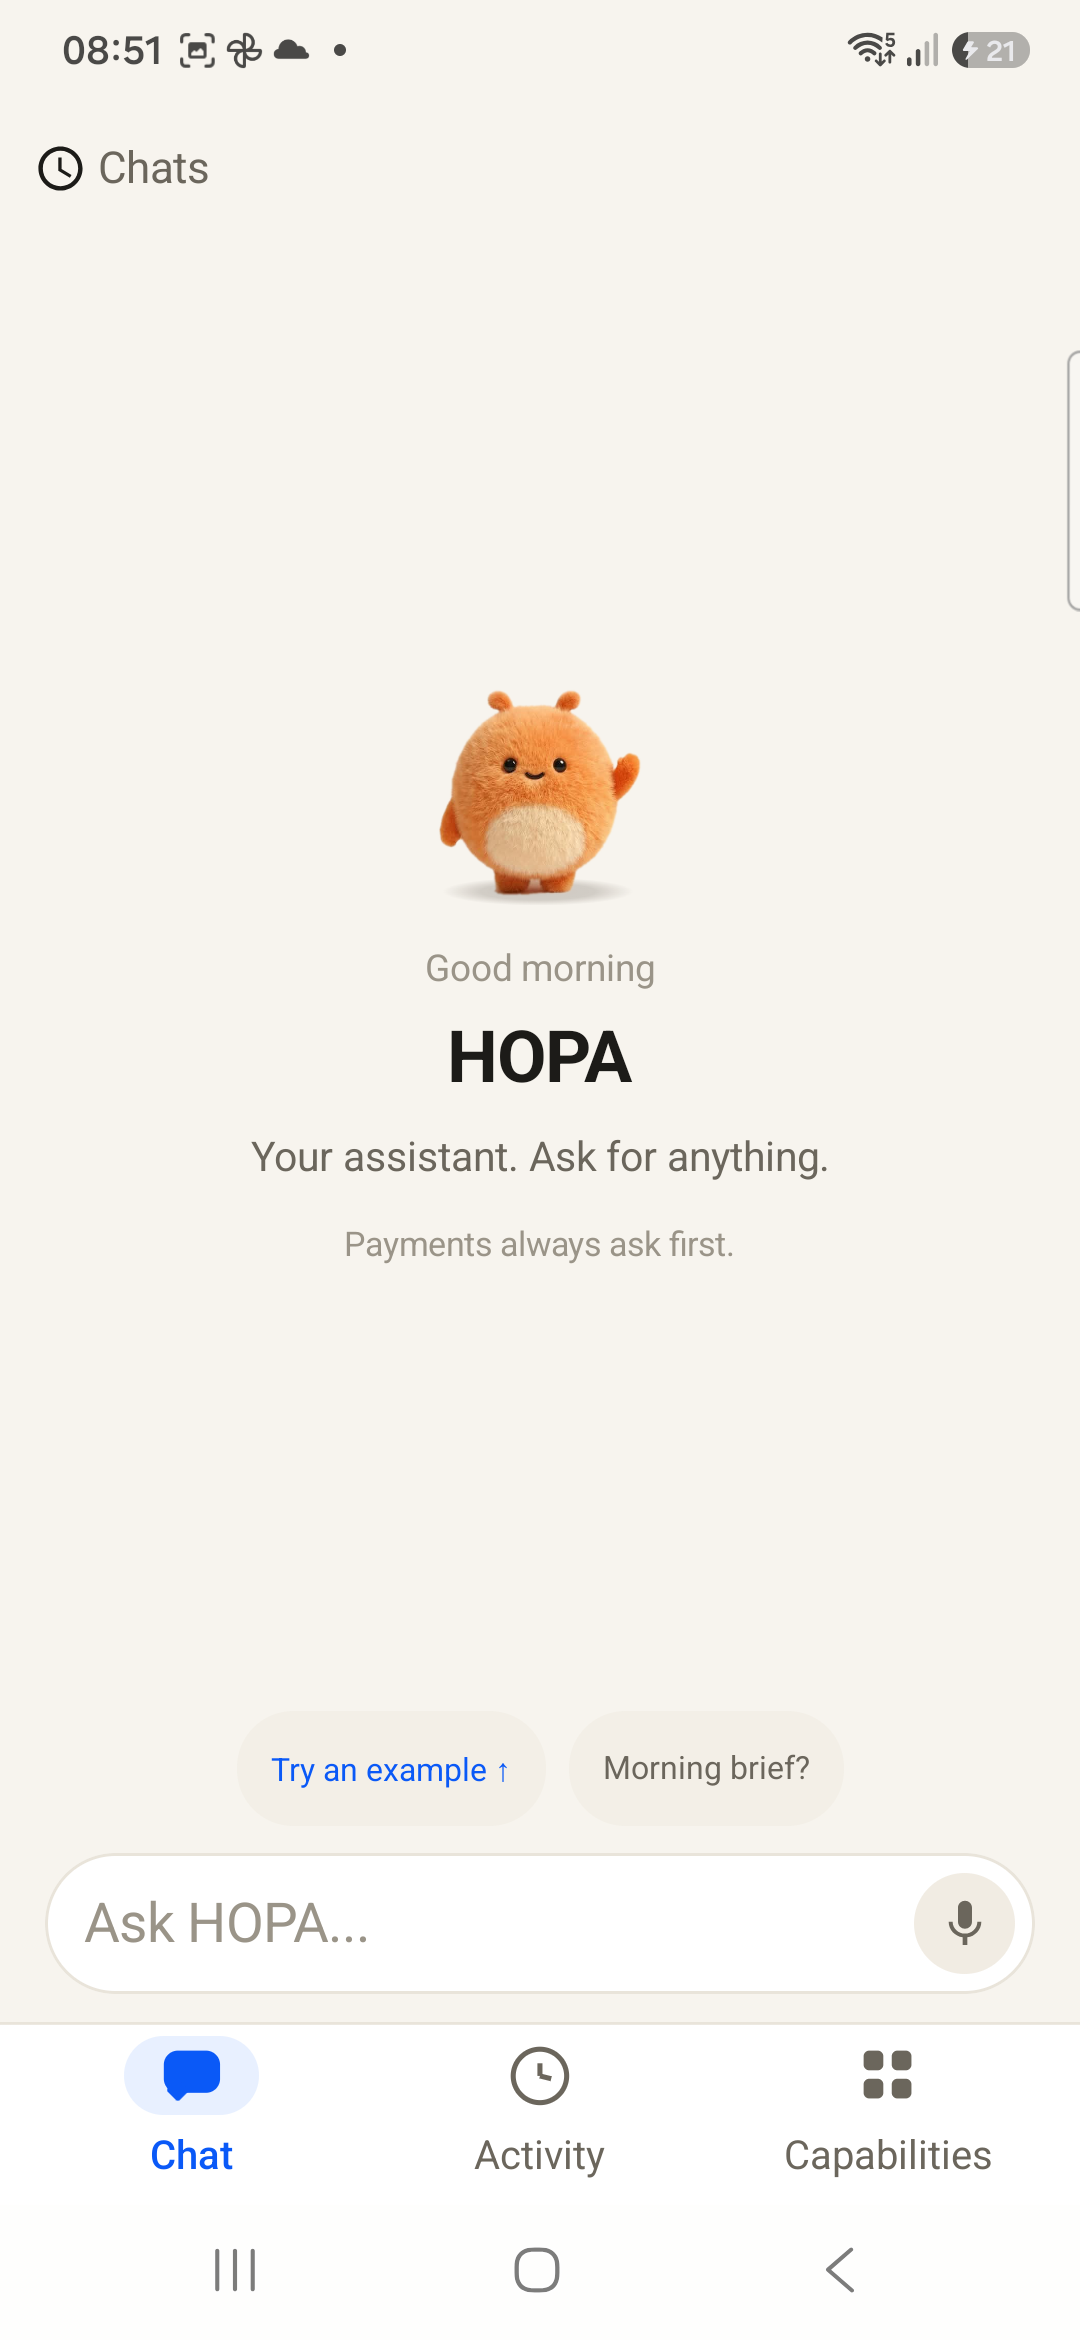 08:51
5
21
Chats
Good morning
HOPA
Your assistant. Ask for anything.
Payments always ask first.
Try an example ↑
Morning brief?
Ask HOPA...
Chat
Activity
Capabilities